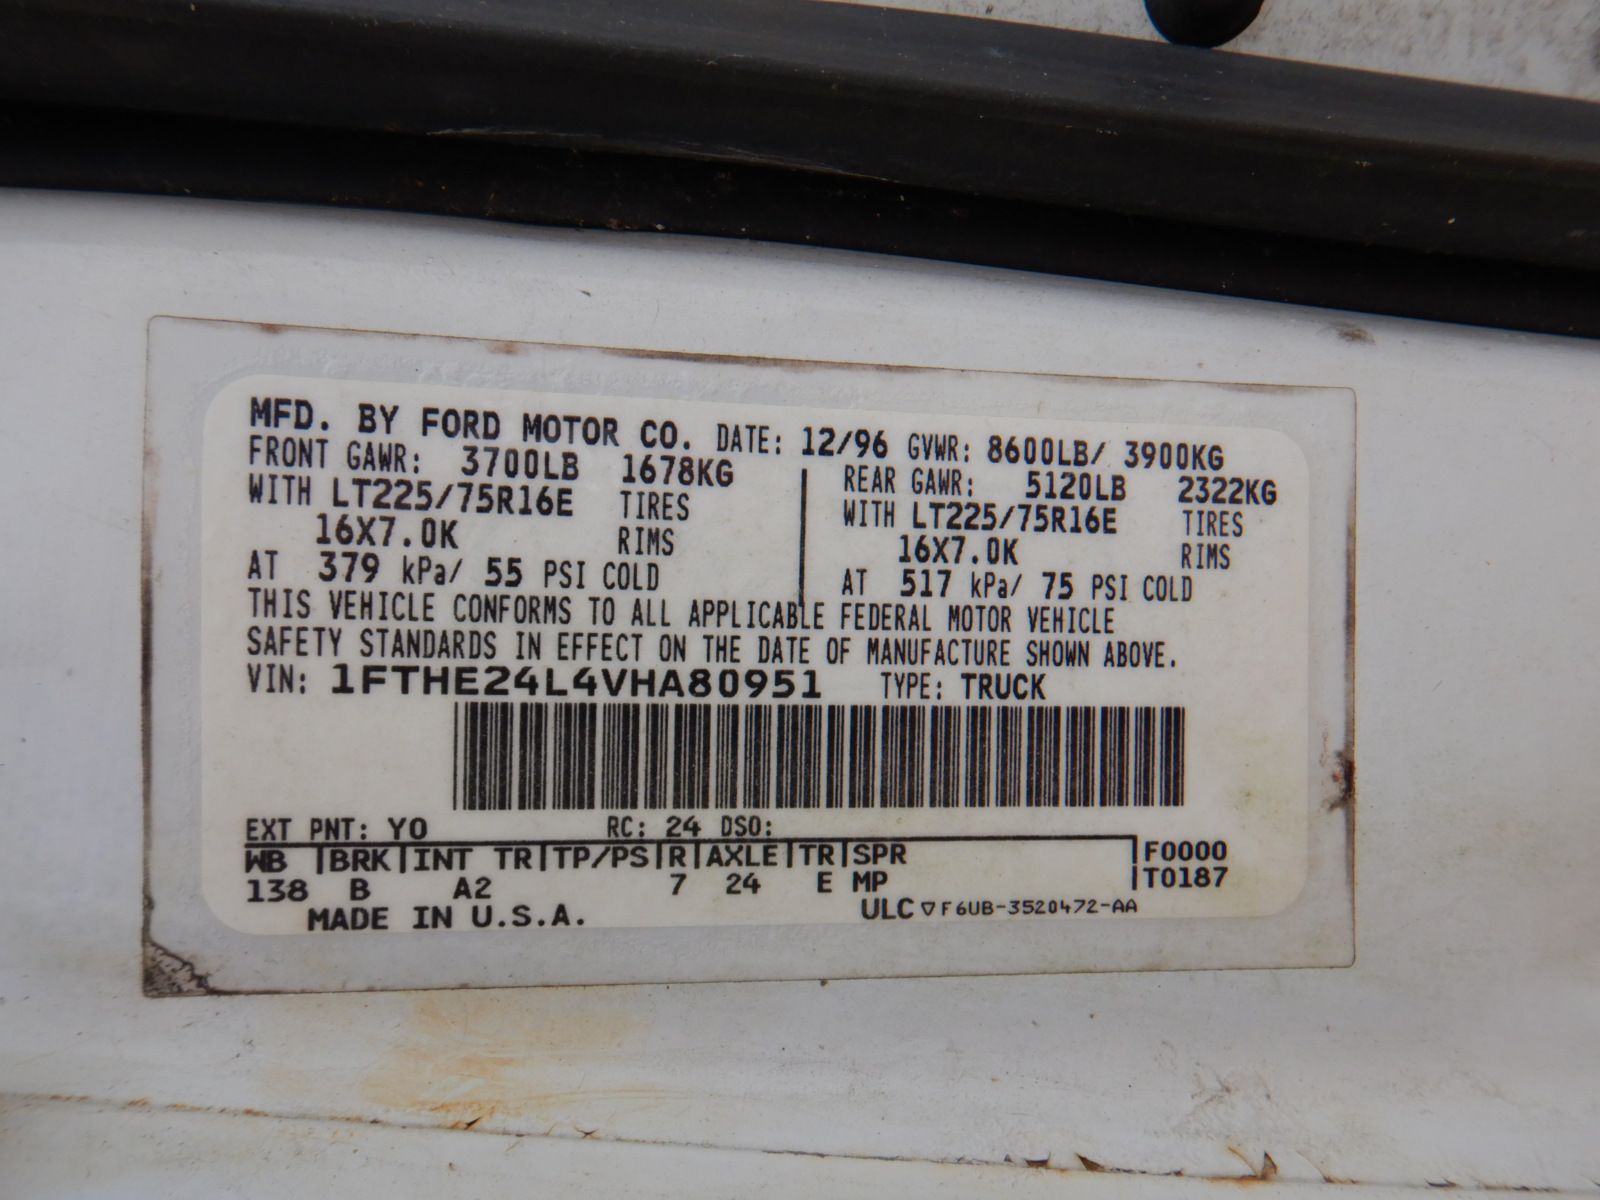 MFD. BY FORD MOTOR CO. DATE: 12/96 GVWR: 8600LB/ 3900KG
FRONT GAWR: 3700LB 1678KG
WITH LT225/75R16E TIRES
16X7.0K RIMS
AT 379 kPa/ 55 PSI COLD
REAR GAWR: 5120LB 2322KG
WITH LT225/75R16E TIRES
16X7.0K RIMS
AT 517 kPa/ 75 PSI COLD
THIS VEHICLE CONFORMS TO ALL APPLICABLE FEDERAL MOTOR VEHICLE
SAFETY STANDARDS IN EFFECT ON THE DATE OF MANUFACTURE SHOWN ABOVE.
VIN: 1FTHE24L4VHA80951 TYPE: TRUCK
EXT PNT: YO RC: 24 DSO:
WB |BRK|INT TR|TP/PS|R|AXLE|TR|SPR F0000
138 B A2 7 24 E MP T0187
MADE IN U.S.A. ULC ▽ F6UB-3520472-AA